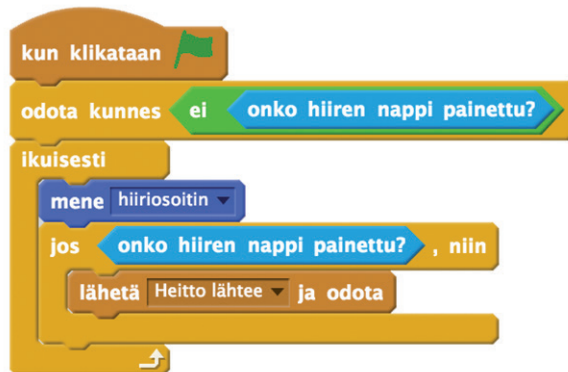 kun klikataan
odota kunnes ei onko hiiren nappi painettu?
ikuisesti
mene hiiriosoitin
jos onko hiiren nappi painettu? , niin
lähetä Heitto lähtee ja odota